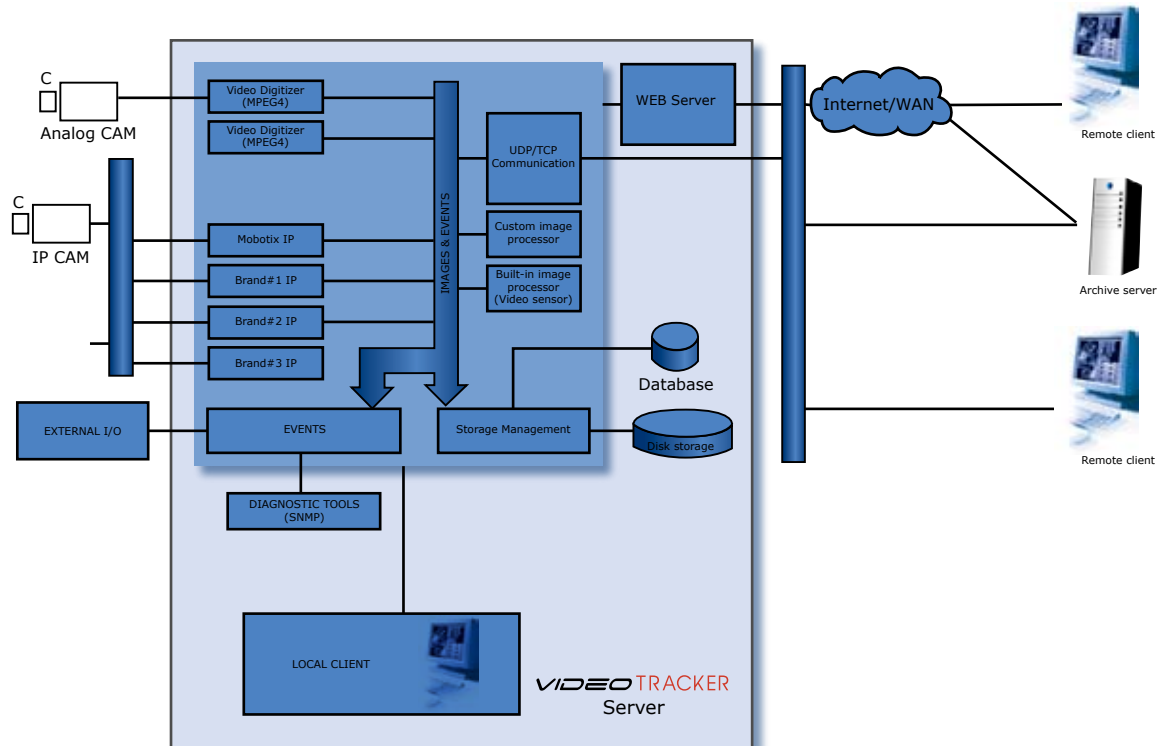 C
Analog CAM
C
IP CAM
Video Digitizer
(MPEG4)
Video Digitizer
(MPEG4)
Mobotix IP
Brand#1 IP
Brand#2 IP
Brand#3 IP
EXTERNAL I/O
EVENTS
DIAGNOSTIC TOOLS
(SNMP)
IMAGES & EVENTS
UDP/TCP
Communication
Custom image
processor
Built-in image
processor
(Video sensor)
Storage Management
WEB Server
Database
Disk storage
LOCAL CLIENT
VIDEOTRACKER
Server
Internet/WAN
Remote client
Archive server
Remote client